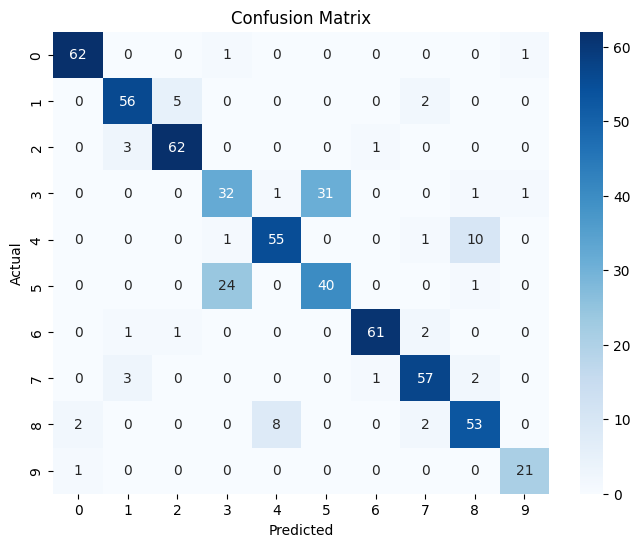 Confusion Matrix
0 62 0 0 1 0 0 0 0 0 1
1 0 56 5 0 0 0 0 2 0 0
2 0 3 62 0 0 0 1 0 0 0
3 0 0 0 32 1 31 0 0 1 1
4 0 0 0 1 55 0 0 1 10 0
5 0 0 0 24 0 40 0 0 1 0
6 0 1 1 0 0 0 61 2 0 0
7 0 3 0 0 0 0 1 57 2 0
8 2 0 0 0 8 0 0 2 53 0
9 1 0 0 0 0 0 0 0 0 21
0 1 2 3 4 5 6 7 8 9
Predicted
Actual
60
50
40
30
20
10
0